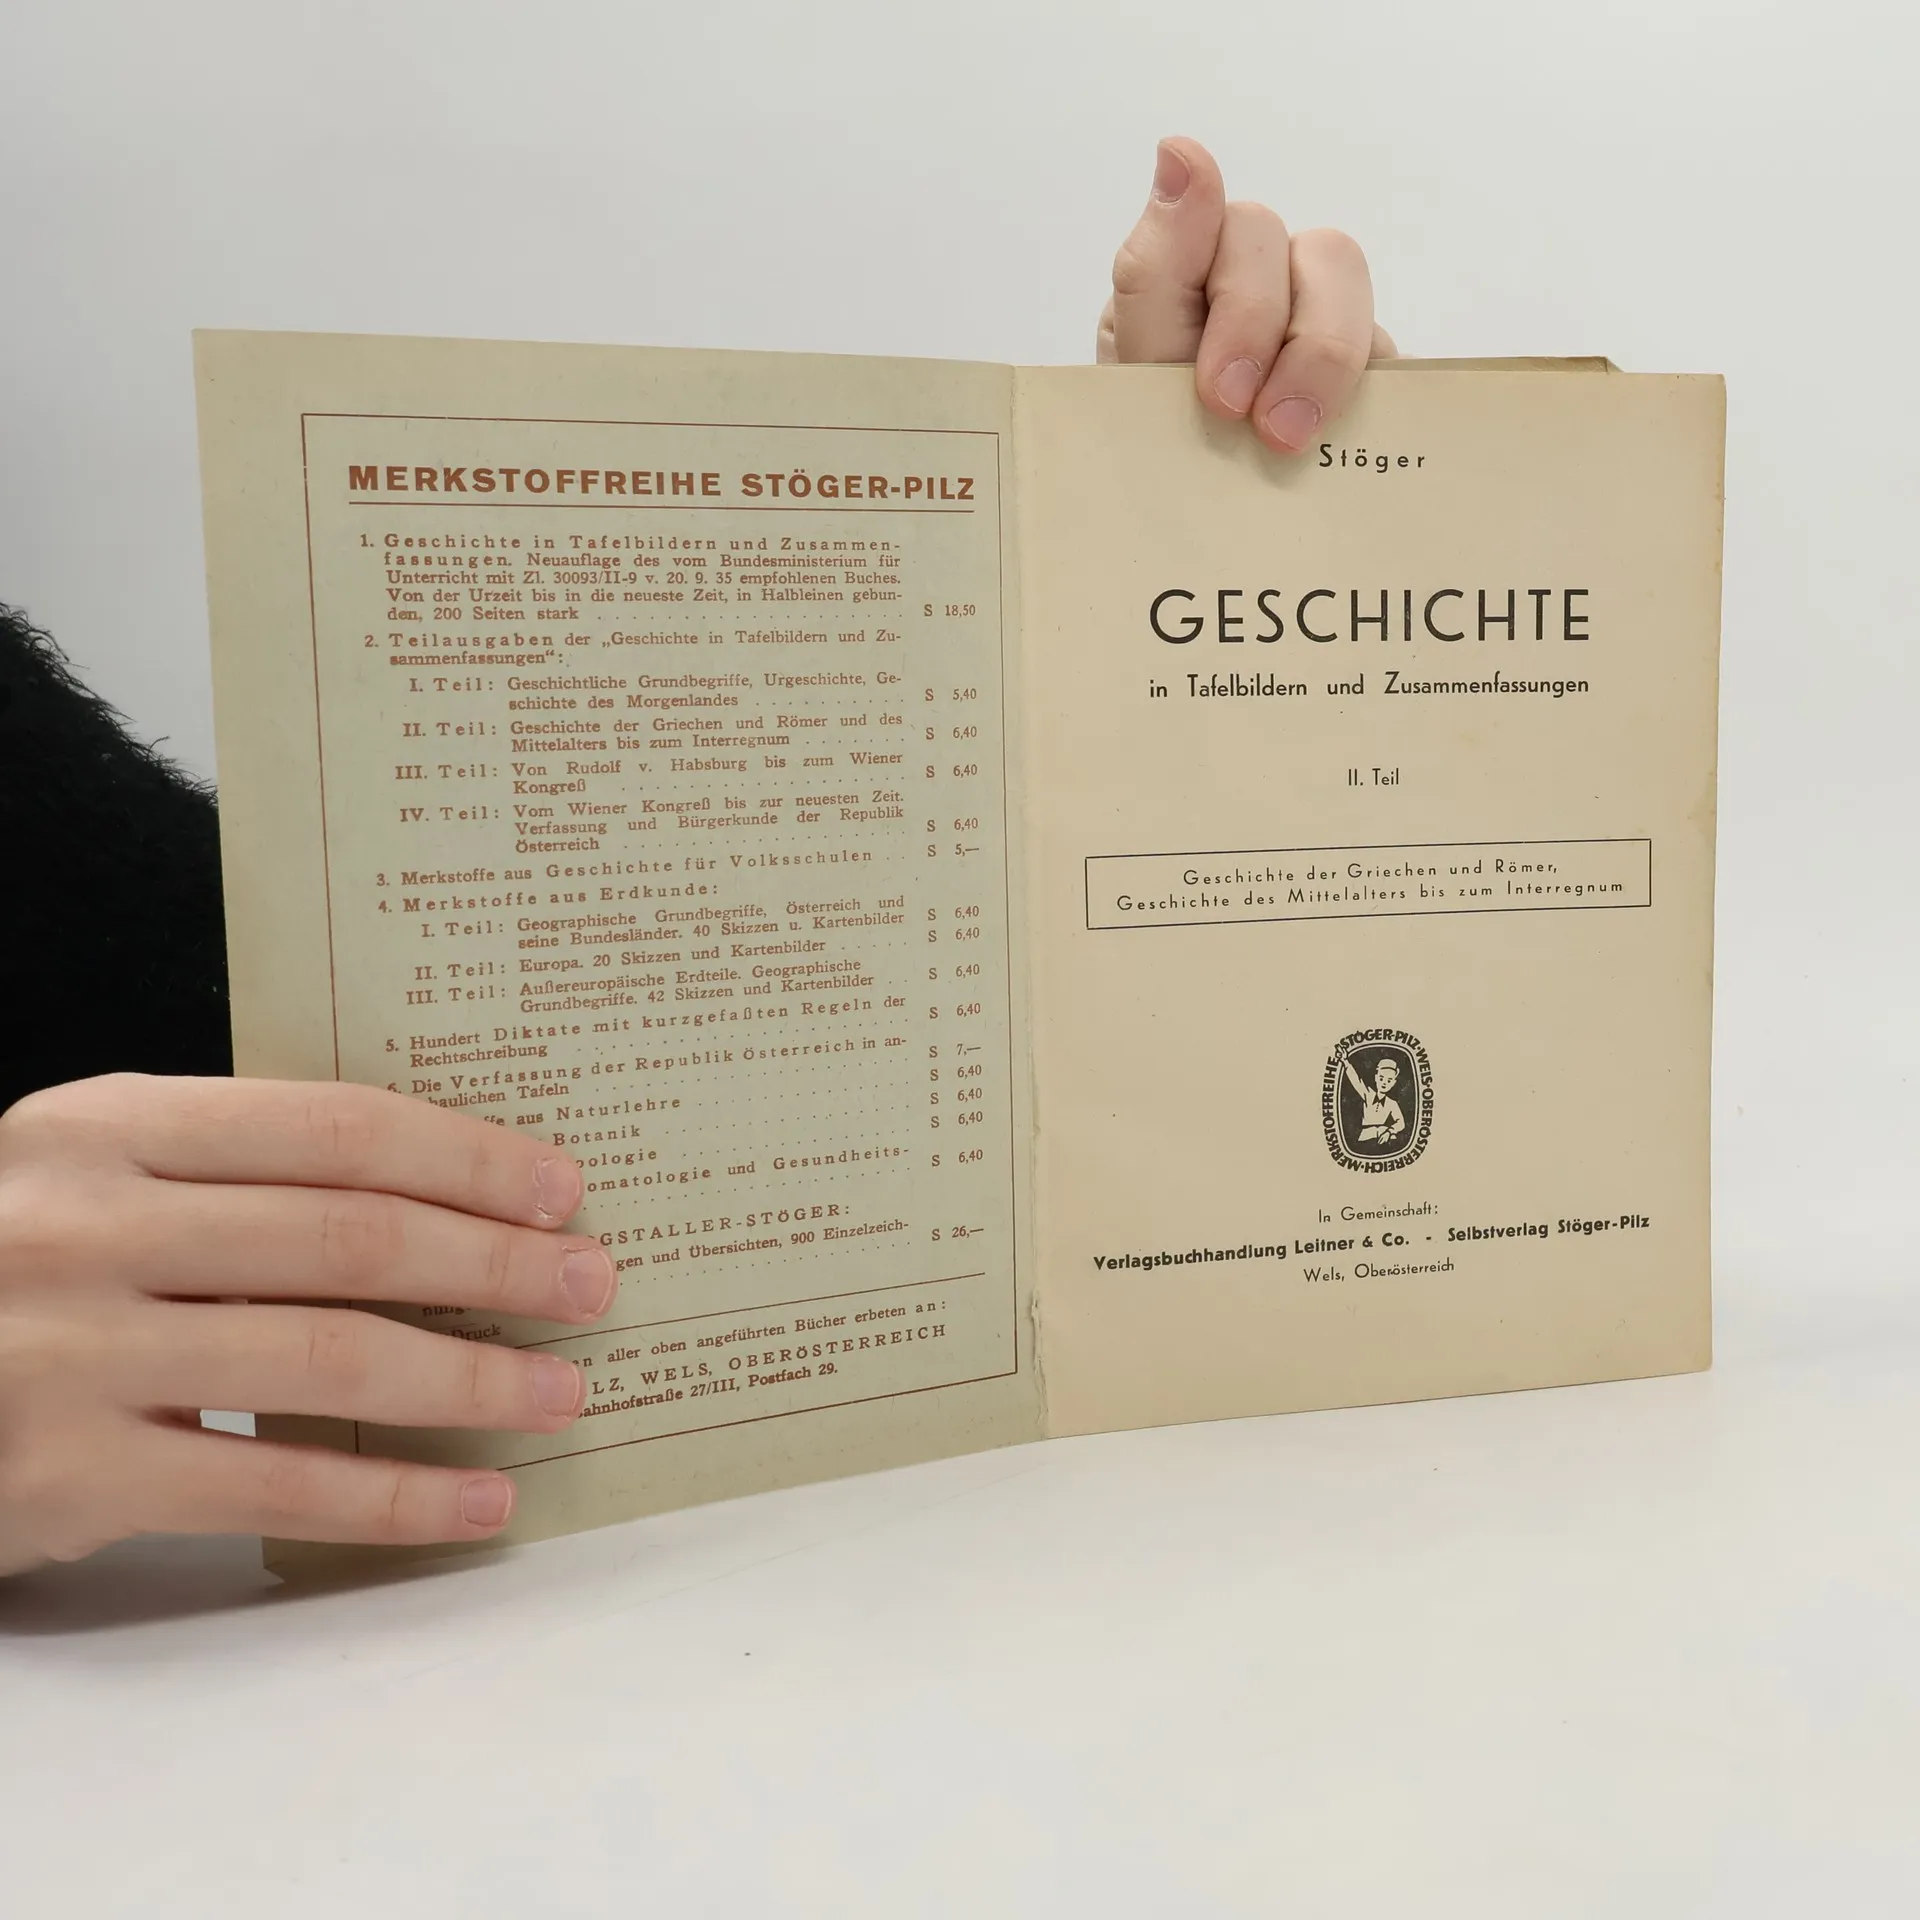 MERKSTOFFREIHE STÖGER-PILZ
1. Geschichte in Tafelbildern und Zusammen-
fassungen. Neuauflage des vom Bundesministerium für
Unterricht mit Zl. 30093/II-9 v. 20. 9. 35 empfohlenen Buches.
Von der Urzeit bis in die neueste Zeit, in Halbleinen gebun-
den, 200 Seiten stark . . . . . . . . . . . . . . . . . . S 18,50
2. Teilausgaben der „Geschichte in Tafelbildern und Zu-
sammenfassungen“:
I. Teil: Geschichtliche Grundbegriffe, Urgeschichte, Ge-
schichte des Morgenlandes . . . . . . . . . . S 5,40
II. Teil: Geschichte der Griechen und Römer und des
Mittelalters bis zum Interregnum . . . . . . . S 6,40
III. Teil: Von Rudolf v. Habsburg bis zum Wiener
Kongreß . . . . . . . . . . . . . . . . S 6,40
IV. Teil: Vom Wiener Kongreß bis zur neuesten Zeit.
Verfassung und Bürgerkunde der Republik
Österreich . . . . . . . . . . . . . . . . S 6,40
3. Merkstoffe aus Geschichte für Volksschulen . . S 5,—
4. Merkstoffe aus Erdkunde:
I. Teil: Geographische Grundbegriffe, Österreich und
seine Bundesländer. 40 Skizzen u. Kartenbilder S 6,40
II. Teil: Europa. 20 Skizzen und Kartenbilder . . . . . S 6,40
III. Teil: Außereuropäische Erdteile. Geographische
Grundbegriffe. 42 Skizzen und Kartenbilder . . S 6,40
5. Hundert Diktate mit kurzgefaßten Regeln der
Rechtschreibung . . . . . . . . . . . . . . . . . . S 6,40
6. Die Verfassung der Republik Österreich in an-
haulichen Tafeln . . . . . . . . . . . . . . . . . S 7,—
ffe aus Naturlehre . . . . . . . . . . . S 6,40
Botanik . . . . . . . . . . . . . S 6,40
oologie . . . . . . . . . . . . S 6,40
omatologie und Gesundheits-
. . . . . . . . . . . . . . . . . S 6,40
GSTALLER-STÖGER:
gen und Übersichten, 900 Einzelzeich-
nung- . . . . . . . . . . . . . . . S 26,—
Druck
n aller oben angeführten Bücher erbeten an:
LZ, WELS, OBERÖSTERREICH
ahnhofstraße 27/III, Postfach 29.
Stöger
GESCHICHTE
in Tafelbildern und Zusammenfassungen
II. Teil
Geschichte der Griechen und Römer,
Geschichte des Mittelalters bis zum Interregnum
MERKSTOFFREIHE·STÖGER-PILZ·WELS·OBERÖSTERREICH
In Gemeinschaft:
Verlagsbuchhandlung Leitner & Co. - Selbstverlag Stöger-Pilz
Wels, Oberösterreich